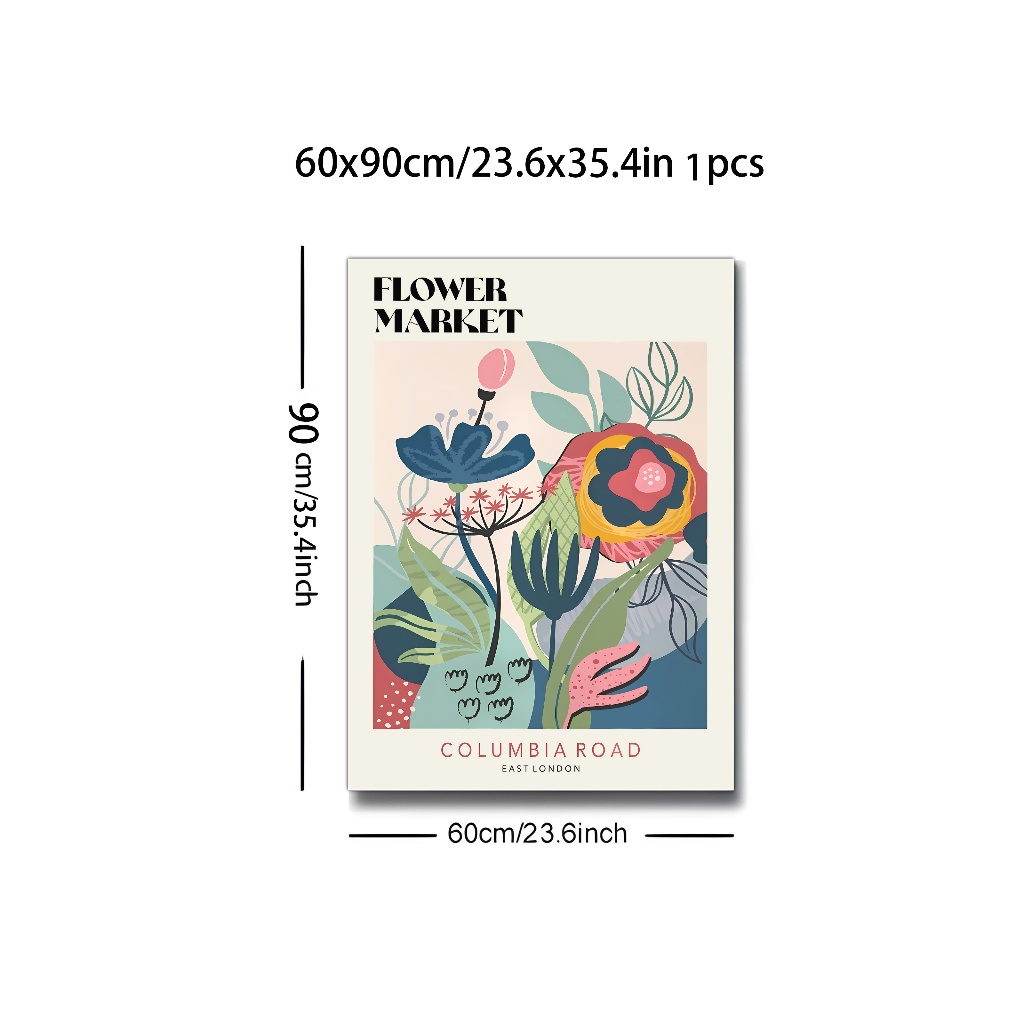 60x90cm/23.6x35.4in 1pcs
FLOWER
MARKET
90 cm/35.4inch
COLUMBIA ROAD
EAST LONDON
60cm/23.6inch